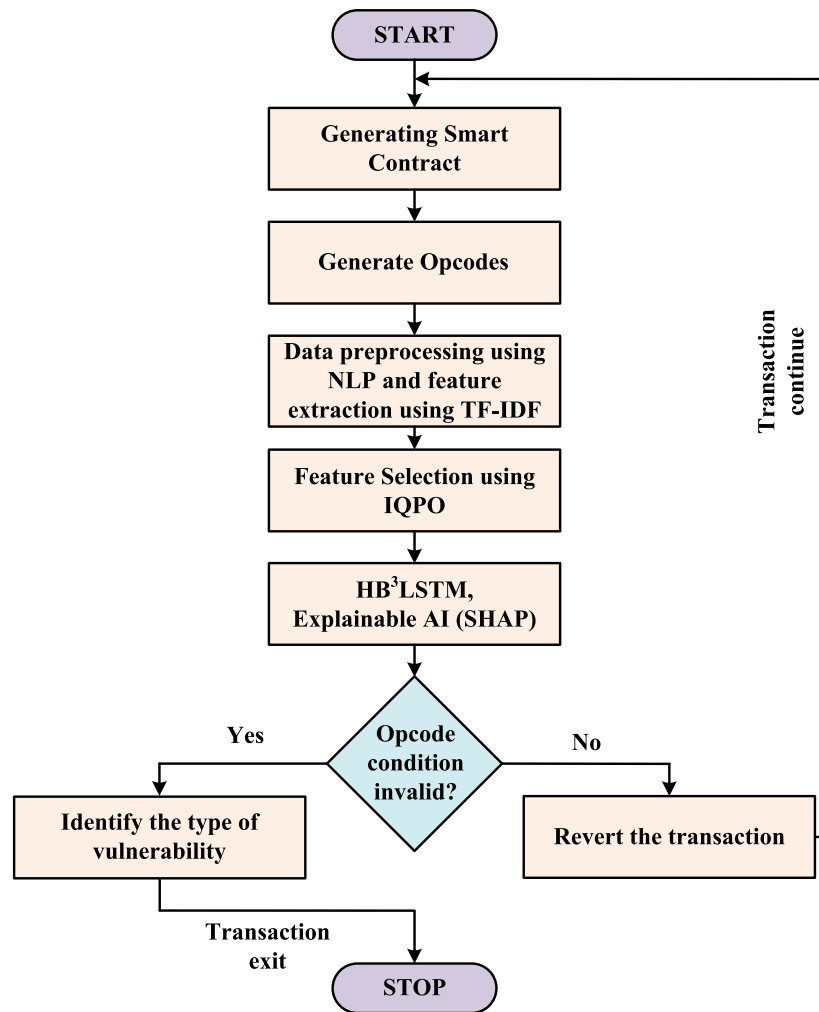 START
Generating Smart
Contract
Generate Opcodes
Data preprocessing using
NLP and feature
extraction using TF-IDF
Feature Selection using
IQPO
HB³LSTM,
Explainable AI (SHAP)
Opcode
condition
invalid?
Yes
No
Identify the type of
vulnerability
Revert the transaction
Transaction
continue
Transaction
exit
STOP